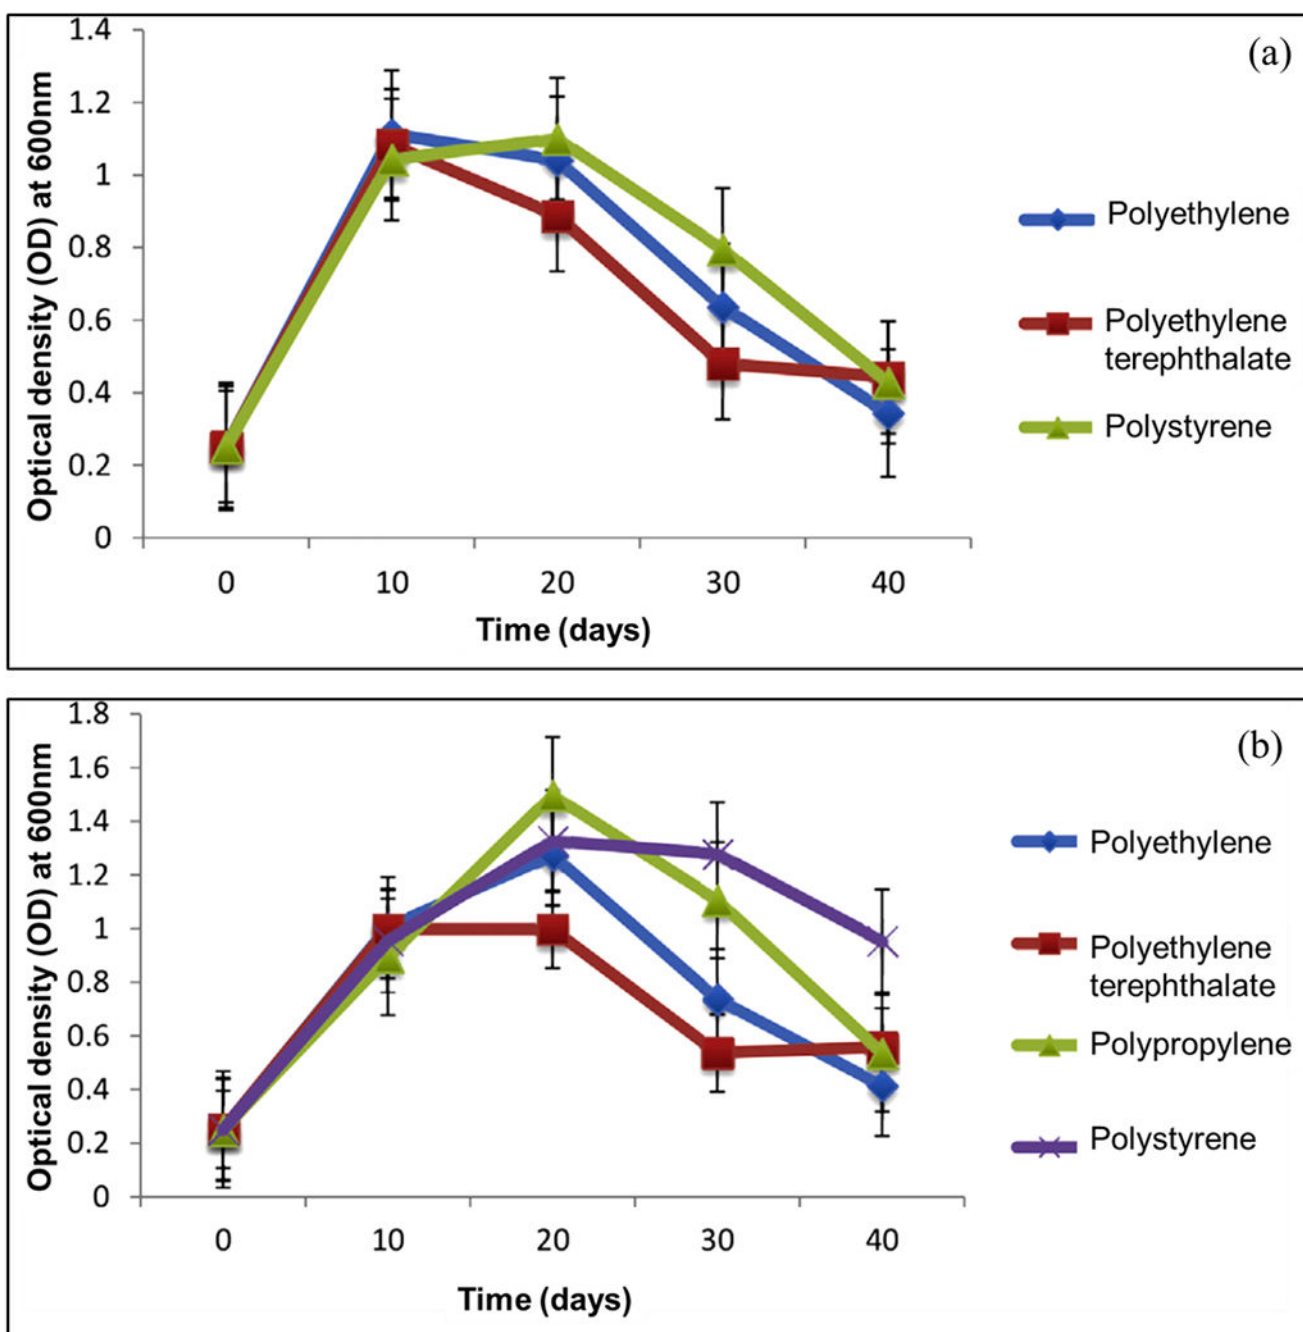 (a)
Optical density (OD) at 600nm
1.4
1.2
1
0.8
0.6
0.4
0.2
0
0 10 20 30 40
Time (days)
Polyethylene
Polyethylene
terephthalate
Polystyrene
(b)
Optical density (OD) at 600nm
1.8
1.6
1.4
1.2
1
0.8
0.6
0.4
0.2
0
0 10 20 30 40
Time (days)
Polyethylene
Polyethylene
terephthalate
Polypropylene
Polystyrene